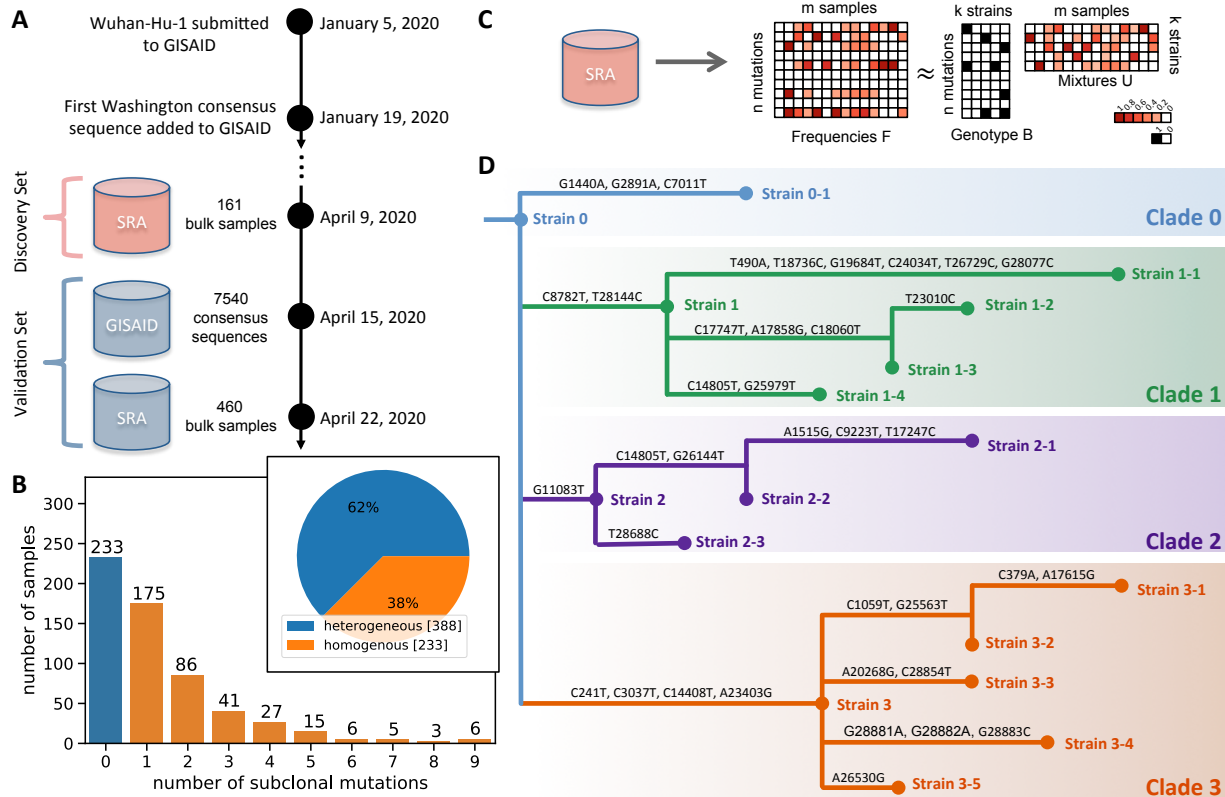 A
Wuhan-Hu-1 submitted
to GISAID
January 5, 2020
First Washington consensus
sequence added to GISAID
January 19, 2020
Discovery Set
SRA
161
bulk samples
April 9, 2020
Validation Set
GISAID
7540
consensus
sequences
April 15, 2020
SRA
460
bulk samples
April 22, 2020
B
number of samples
300
250
200
150
100
50
0
233
175
86
41
27
15
6
5
3
6
0 1 2 3 4 5 6 7 8 9
number of subclonal mutations
62%
38%
heterogeneous [388]
homogenous [233]
C
SRA
m samples
n mutations
Frequencies F
≈
k strains
n mutations
Genotype B
m samples
k strains
Mixtures U
1 0.8 0.6 0.4 0.2 0
1 0
D
G1440A, G2891A, C7011T
Strain 0-1
Strain 0
Clade 0
T490A, T18736C, G19684T, C24034T, T26729C, G28077C
Strain 1-1
C8782T, T28144C
Strain 1
T23010C
Strain 1-2
C17747T, A17858G, C18060T
Strain 1-3
C14805T, G25979T
Strain 1-4
Clade 1
A1515G, C9223T, T17247C
Strain 2-1
C14805T, G26144T
G11083T
Strain 2
Strain 2-2
T28688C
Strain 2-3
Clade 2
C379A, A17615G
Strain 3-1
C1059T, G25563T
Strain 3-2
A20268G, C28854T
Strain 3-3
C241T, C3037T, C14408T, A23403G
Strain 3
G28881A, G28882A, G28883C
Strain 3-4
A26530G
Strain 3-5
Clade 3